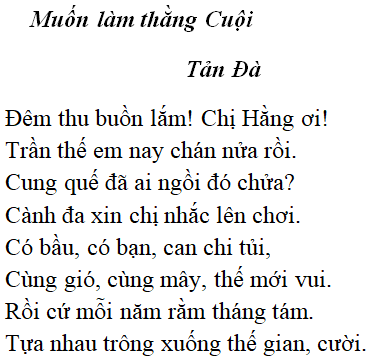 Muốn làm thằng Cuội
Tản Đà
Đêm thu buồn lắm! Chị Hằng ơi!
Trần thế em nay chán nửa rồi.
Cung quế đã ai ngồi đó chửa?
Cành đa xin chị nhắc lên chơi.
Có bầu, có bạn, can chi tủi,
Cùng gió, cùng mây, thế mới vui.
Rồi cứ mỗi năm rằm tháng tám.
Tựa nhau trông xuống thế gian, cười.